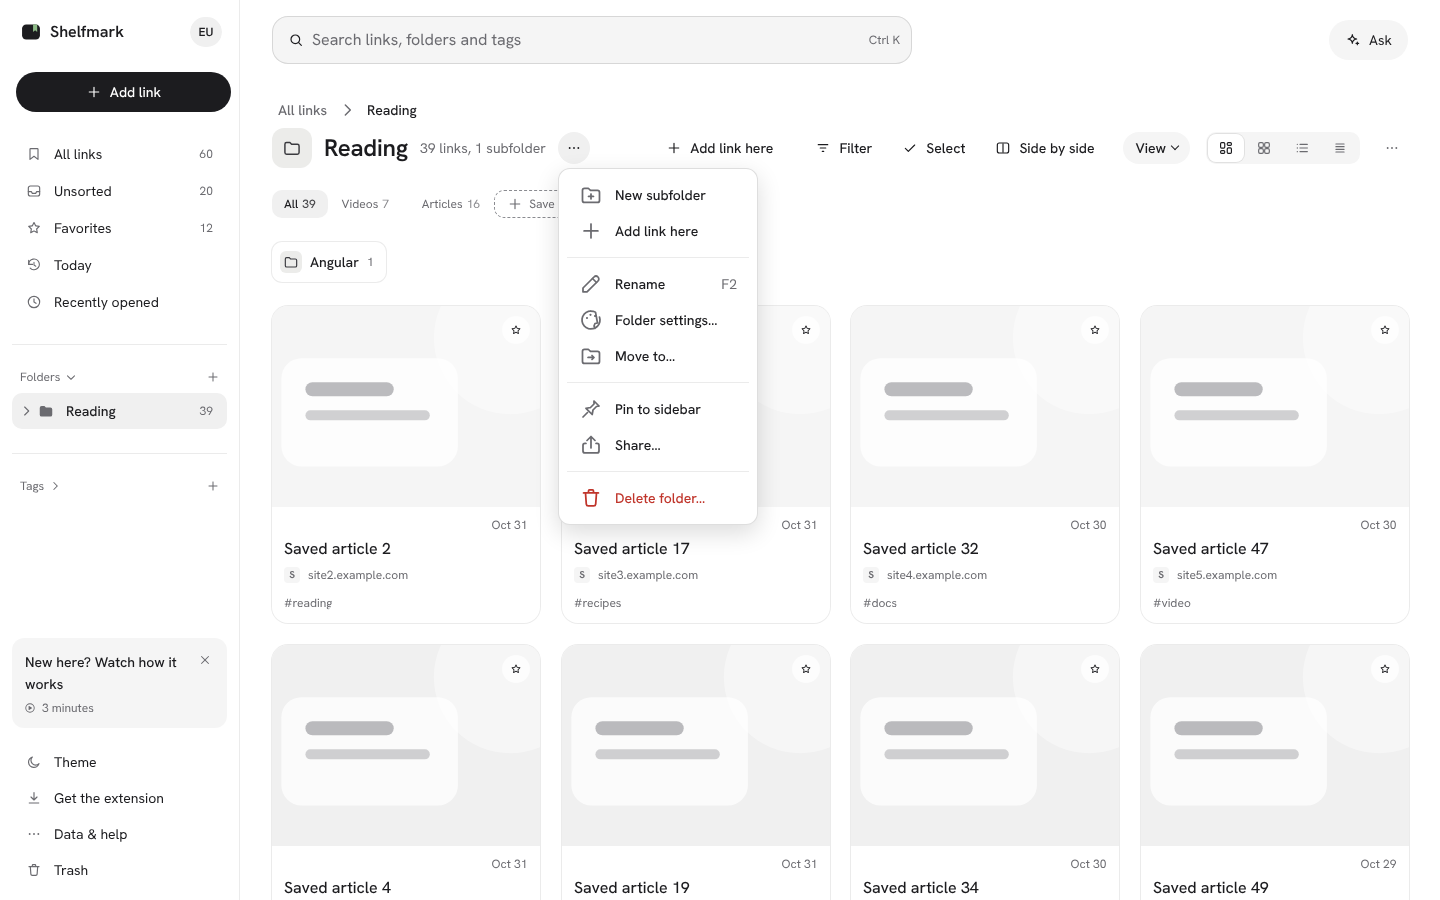 Shelfmark
EU
Add link
All links 60
Unsorted 20
Favorites 12
Today
Recently opened
Folders
Reading 39
Tags
New here? Watch how it
works
3 minutes
Theme
Get the extension
Data & help
Trash
Search links, folders and tags
Ctrl K
Ask
All links
Reading
Reading
39 links, 1 subfolder
Add link here
Filter
Select
Side by side
View
All 39
Videos 7
Articles 16
Save
Angular 1
New subfolder
Add link here
Rename F2
Folder settings...
Move to...
Pin to sidebar
Share...
Delete folder...
Oct 31
Saved article 2
S site2.example.com
#reading
Oct 31
Saved article 17
S site3.example.com
#recipes
Oct 30
Saved article 32
S site4.example.com
#docs
Oct 30
Saved article 47
S site5.example.com
#video
Oct 31
Saved article 4
Oct 31
Saved article 19
Oct 30
Saved article 34
Oct 29
Saved article 49